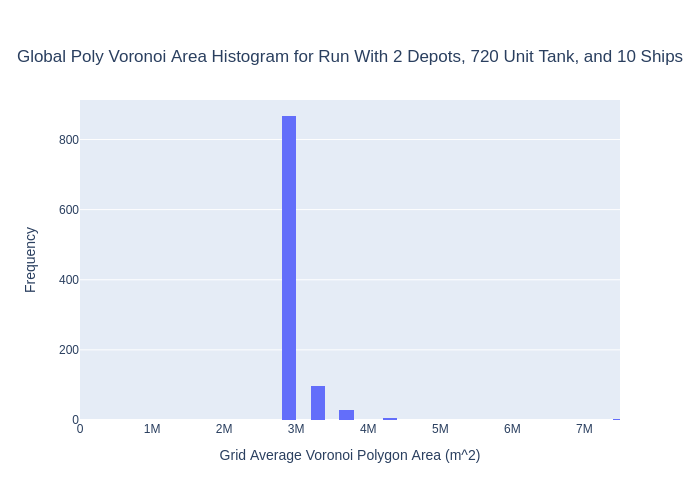 Global Poly Voronoi Area Histogram for Run With 2 Depots, 720 Unit Tank, and 10 Ships
800
600
400
200
0
0 1M 2M 3M 4M 5M 6M 7M
Frequency
Grid Average Voronoi Polygon Area (m^2)